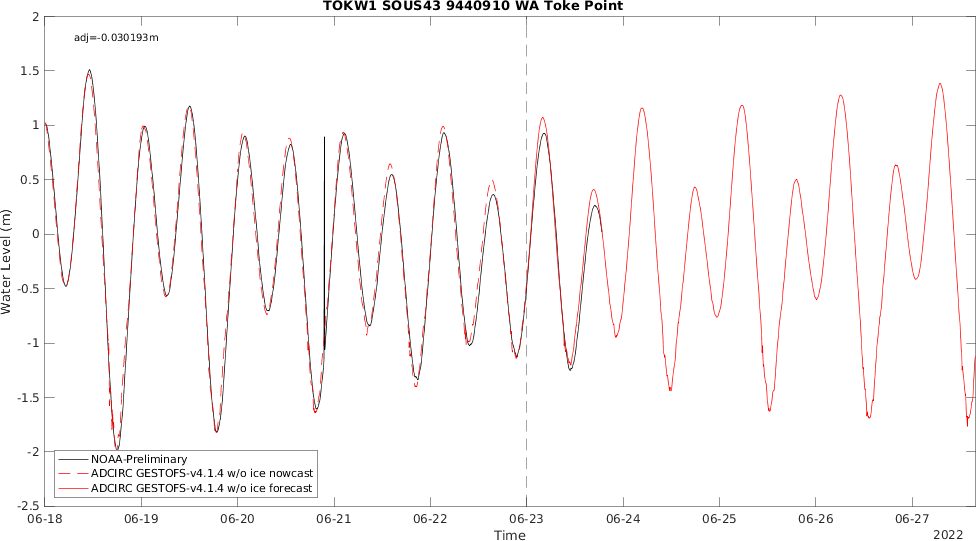 TOKW1 SOUS43 9440910 WA Toke Point
adj=-0.030193m
2
1.5
1
0.5
0
-0.5
-1
-1.5
-2
-2.5
Water Level (m)
NOAA-Preliminary
ADCIRC GESTOFS-v4.1.4 w/o ice nowcast
ADCIRC GESTOFS-v4.1.4 w/o ice forecast
06-18 06-19 06-20 06-21 06-22 06-23 06-24 06-25 06-26 06-27
Time
2022